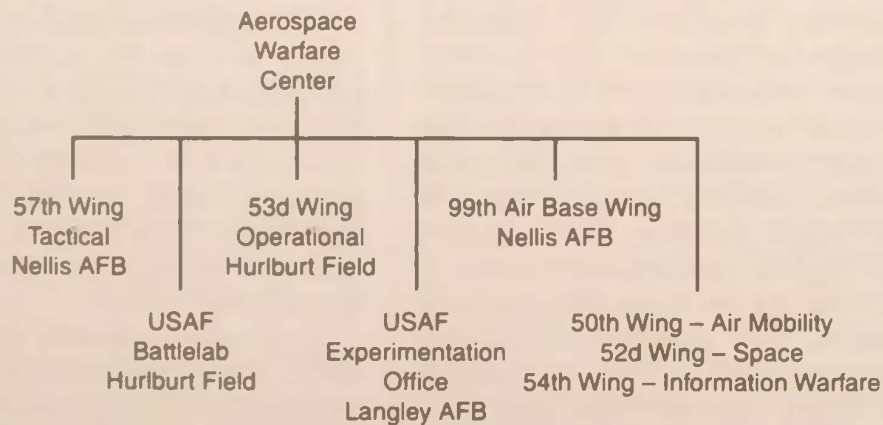 Aerospace
Warfare
Center
57th Wing
Tactical
Nellis AFB
53d Wing
Operational
Hurlburt Field
99th Air Base Wing
Nellis AFB
USAF
Battlelab
Hurlburt Field
USAF
Experimentation
Office
Langley AFB
50th Wing – Air Mobility
52d Wing – Space
54th Wing – Information Warfare